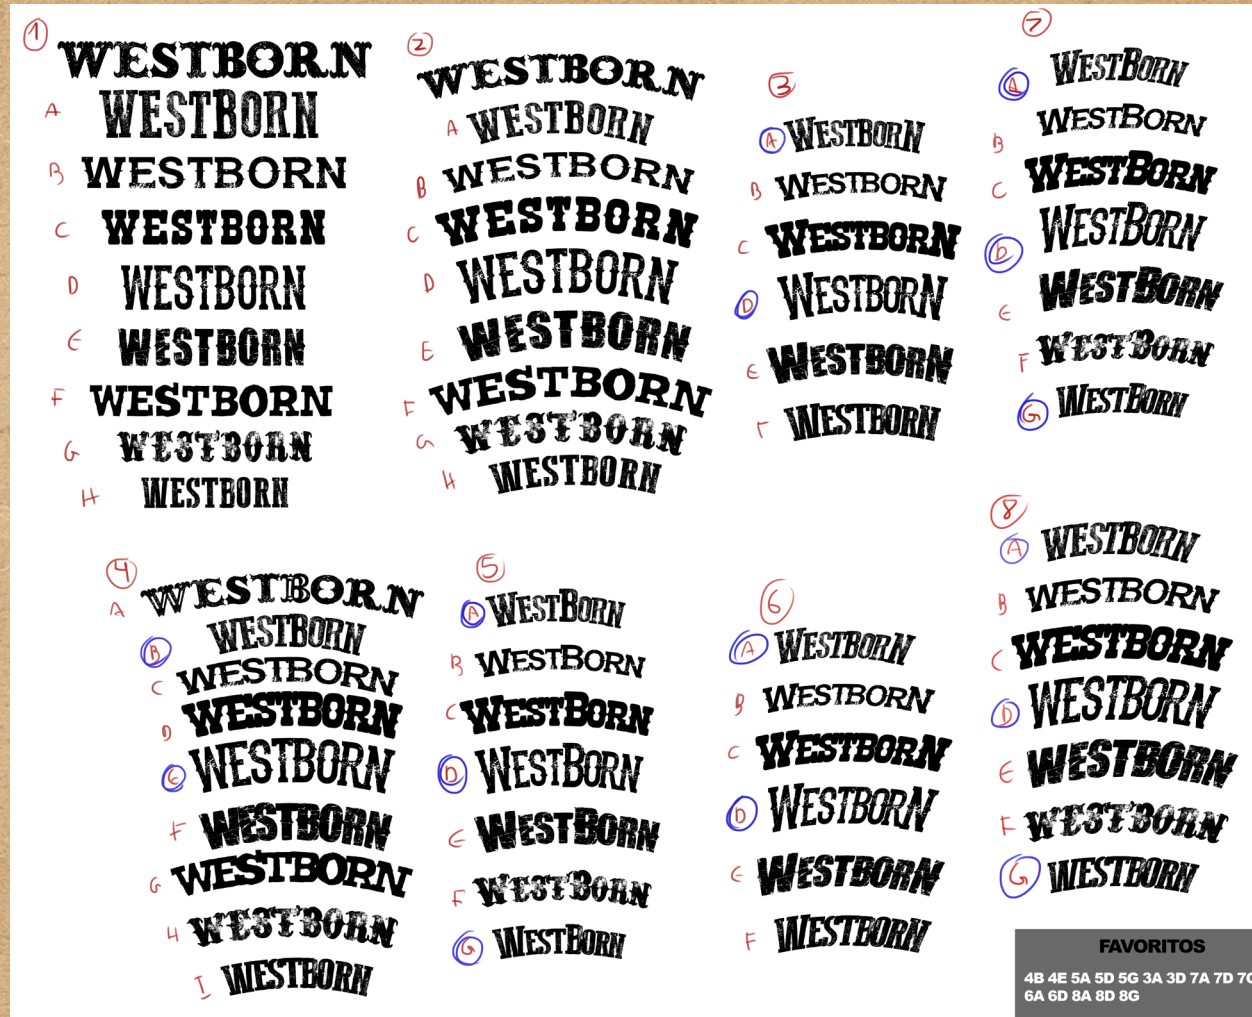 1
WESTBORN
A WESTBORN
B WESTBORN
C WESTBORN
D WESTBORN
E WESTBORN
F WESTBORN
G WESTBORN
H WESTBORN
2
WESTBORN
A WESTBORN
B WESTBORN
C WESTBORN
D WESTBORN
E WESTBORN
F WESTBORN
G WESTBORN
H WESTBORN
3
A WESTBORN
B WESTBORN
C WESTBORN
D WESTBORN
E WESTBORN
F WESTBORN
7
A WESTBORN
B WESTBORN
C WESTBORN
D WESTBORN
E WESTBORN
F WESTBORN
G WESTBORN
4
A WESTBORN
B WESTBORN
C WESTBORN
D WESTBORN
E WESTBORN
F WESTBORN
G WESTBORN
H WESTBORN
I WESTBORN
5
A WESTBORN
B WESTBORN
C WESTBORN
D WESTBORN
E WESTBORN
F WESTBORN
G WESTBORN
6
A WESTBORN
B WESTBORN
C WESTBORN
D WESTBORN
E WESTBORN
F WESTBORN
8
A WESTBORN
B WESTBORN
C WESTBORN
D WESTBORN
E WESTBORN
F WESTBORN
G WESTBORN
FAVORITOS
4B 4E 5A 5D 5G 3A 3D 7A 7D 7G
6A 6D 8A 8D 8G